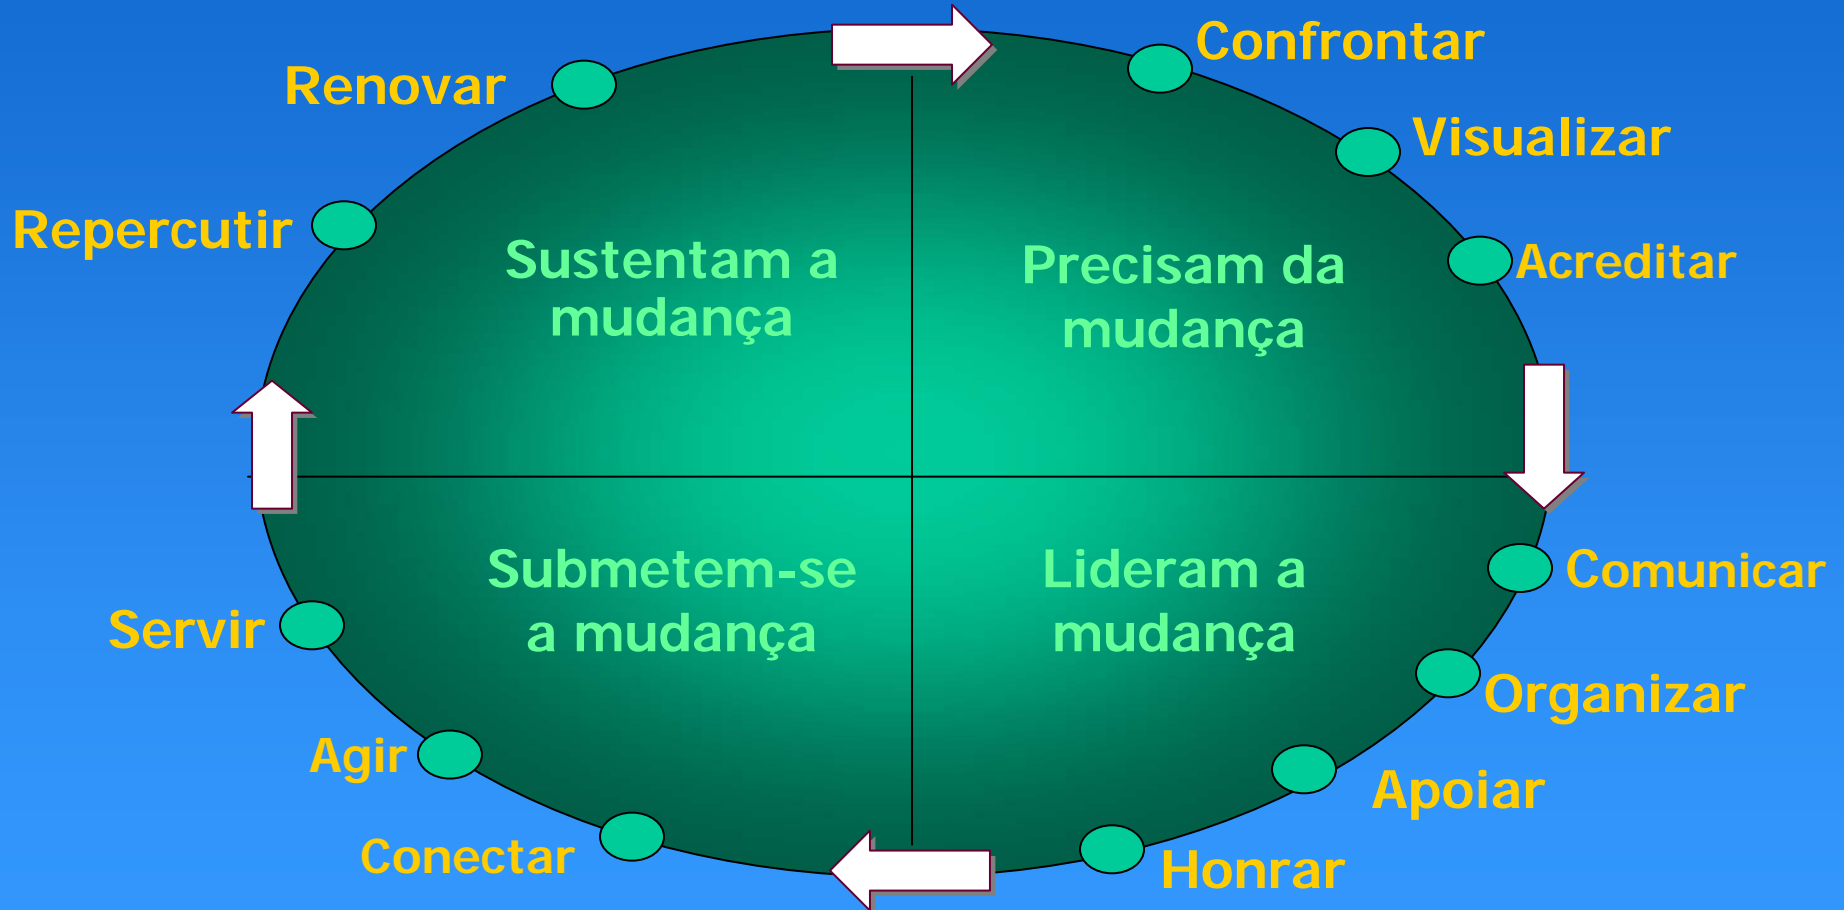 Confrontar
Renovar
Visualizar
Repercutir
Sustentam a
mudança
Precisam da
mudança
Acreditar
Submetem-se
a mudança
Lideram a
mudança
Comunicar
Servir
Organizar
Agir
Apoiar
Conectar
Honrar